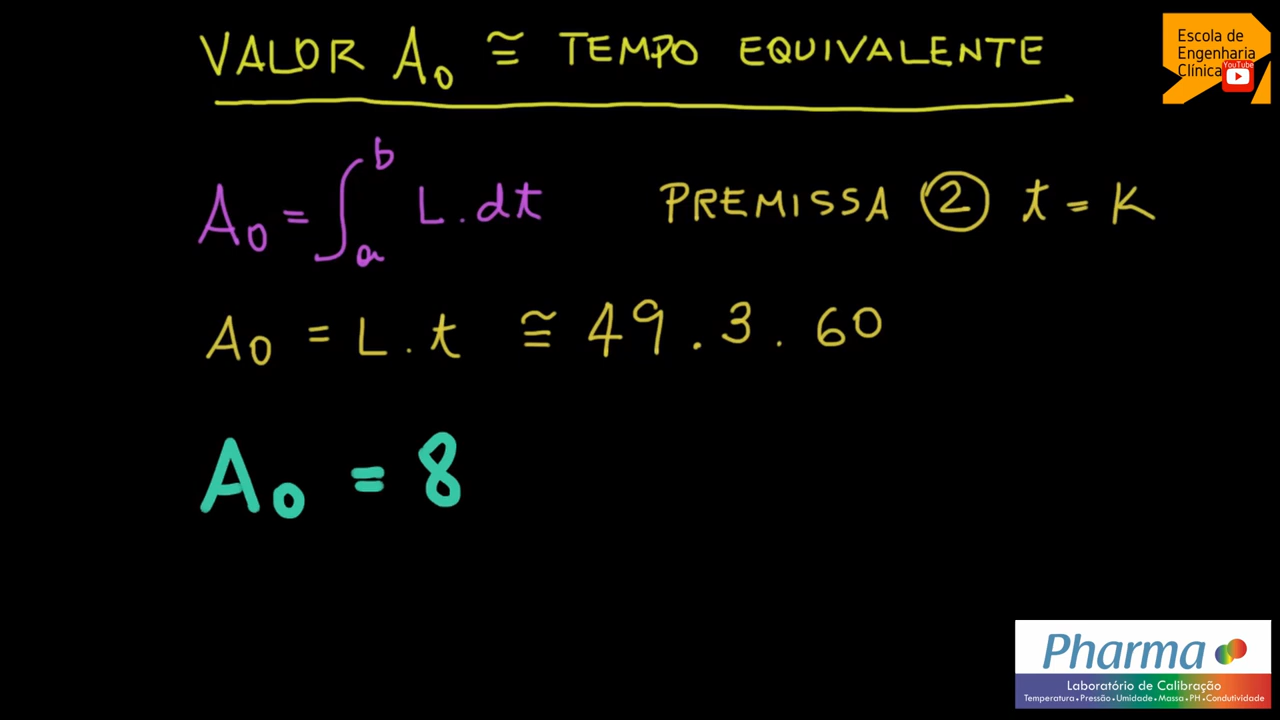 VALOR A₀ ≅ TEMPO EQUIVALENTE
Escola de
Engenharia
Clínica
YouTube
A₀ = ∫ₐᵇ L.dt PREMISSA ② t = K
A₀ = L.t ≅ 49.3.60
A₀ = 8
Pharma
Laboratório de Calibração
Temperatura•Pressão•Umidade•Massa•PH•Condutividade